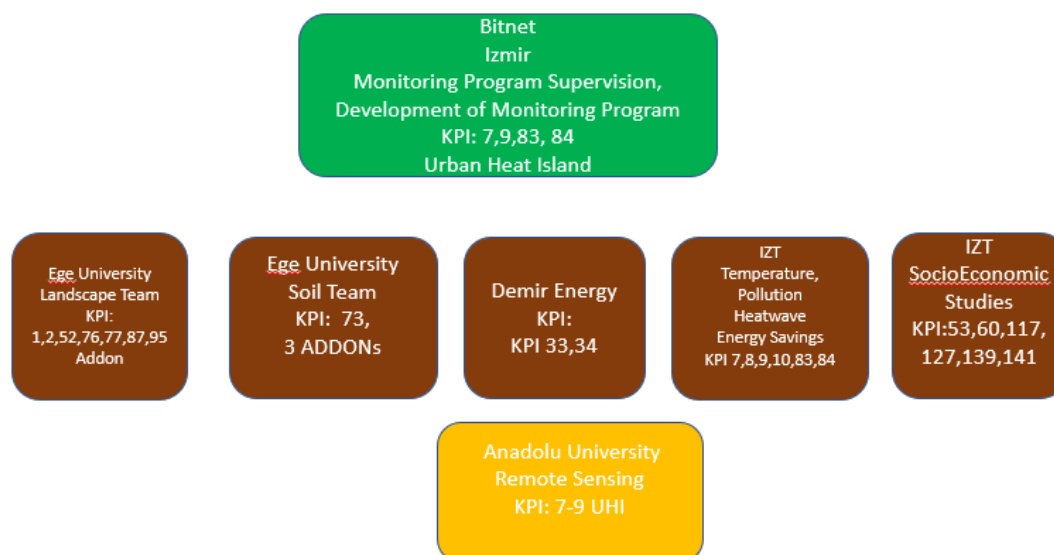 Bitnet
Izmir
Monitoring Program Supervision,
Development of Monitoring Program
KPI: 7,9,83, 84
Urban Heat Island
Ege University
Landscape Team
KPI:
1,2,52,76,77,87,95
Addon
Ege University
Soil Team
KPI:  73,
3 ADDONs
Demir Energy
KPI:
KPI 33,34
IZT
Temperature,
Pollution
Heatwave
Energy Savings
KPI 7,8,9,10,83,84
IZT
SocioEconomic
Studies
KPI:53,60,117,
127,139,141
Anadolu University
Remote Sensing
KPI: 7-9 UHI